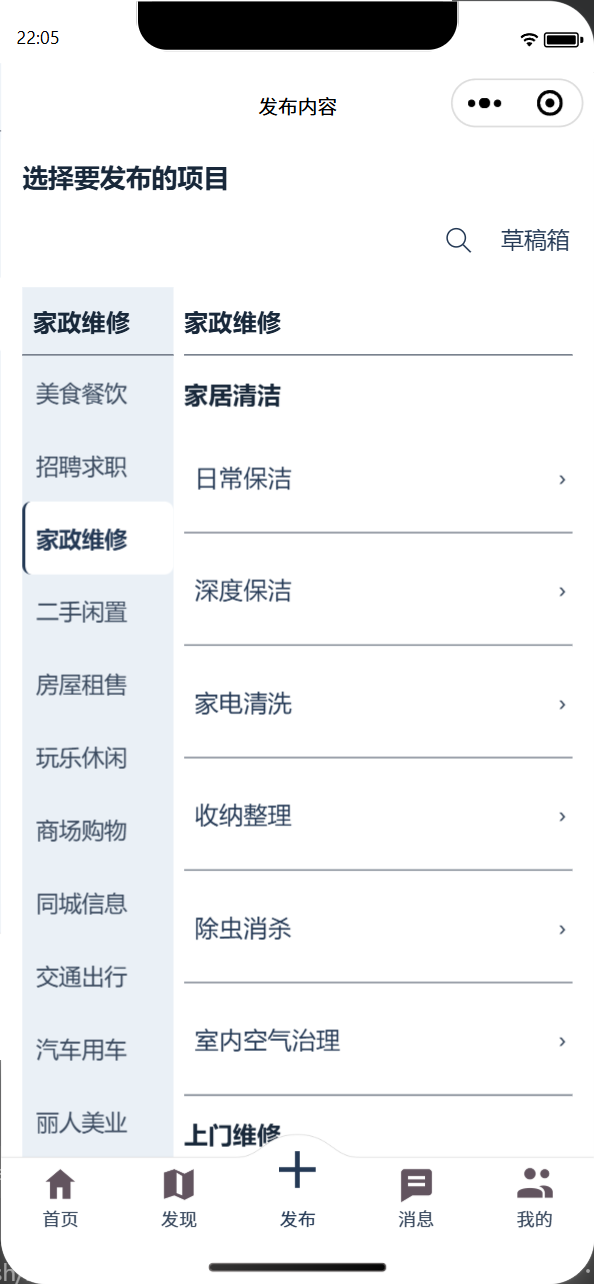 22:05
发布内容
选择要发布的项目
草稿箱
家政维修
美食餐饮
招聘求职
家政维修
二手闲置
房屋租售
玩乐休闲
商场购物
同城信息
交通出行
汽车用车
丽人美业
家政维修
家居清洁
日常保洁
深度保洁
家电清洗
收纳整理
除虫消杀
室内空气治理
上门维修
首页
发现
发布
消息
我的